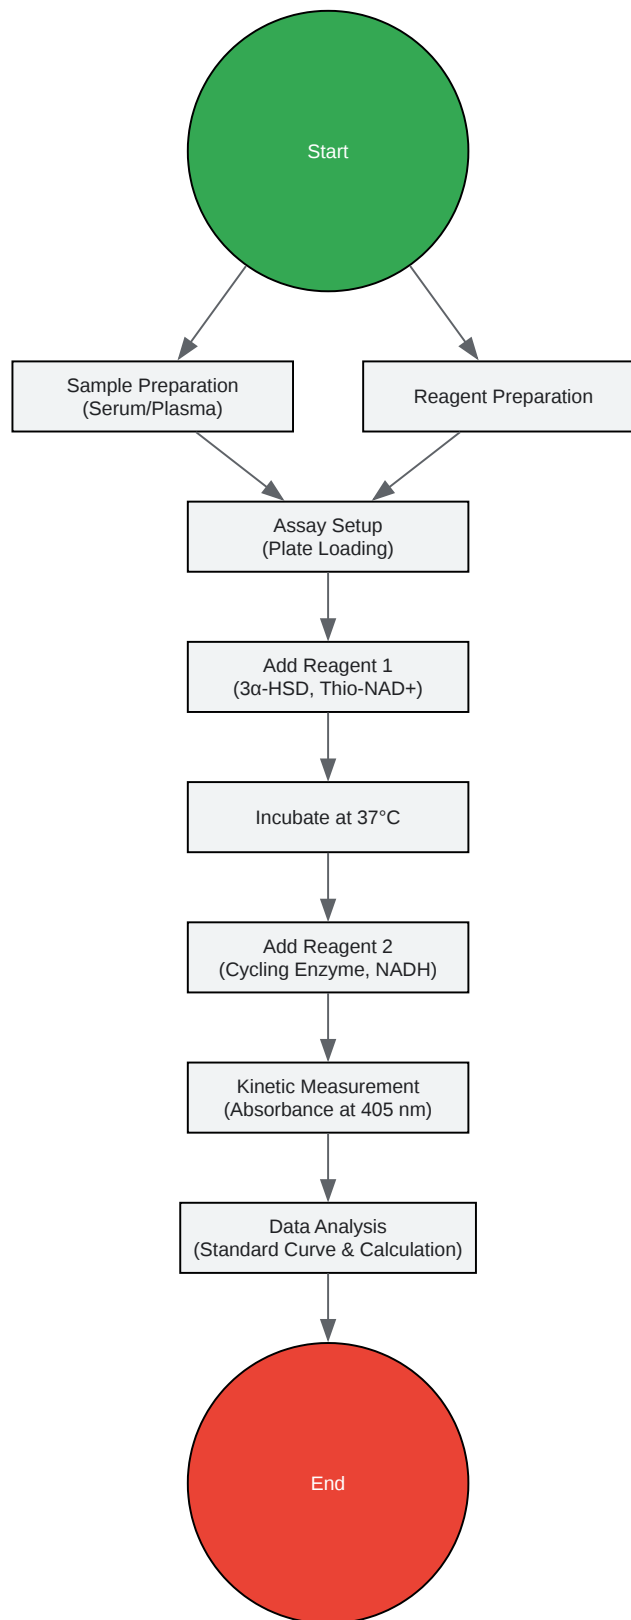 Start
Sample Preparation
(Serum/Plasma)
Reagent Preparation
Assay Setup
(Plate Loading)
Add Reagent 1
(3α-HSD, Thio-NAD+)
Incubate at 37°C
Add Reagent 2
(Cycling Enzyme, NADH)
Kinetic Measurement
(Absorbance at 405 nm)
Data Analysis
(Standard Curve & Calculation)
End